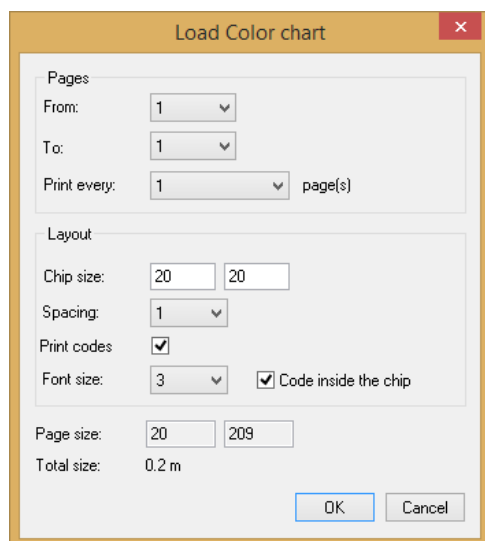 Load Color chart
Pages
From: 1
To: 1
Print every: 1 page(s)
Layout
Chip size: 20 20
Spacing: 1
Print codes
Font size: 3 Code inside the chip
Page size: 20 209
Total size: 0.2 m
OK Cancel